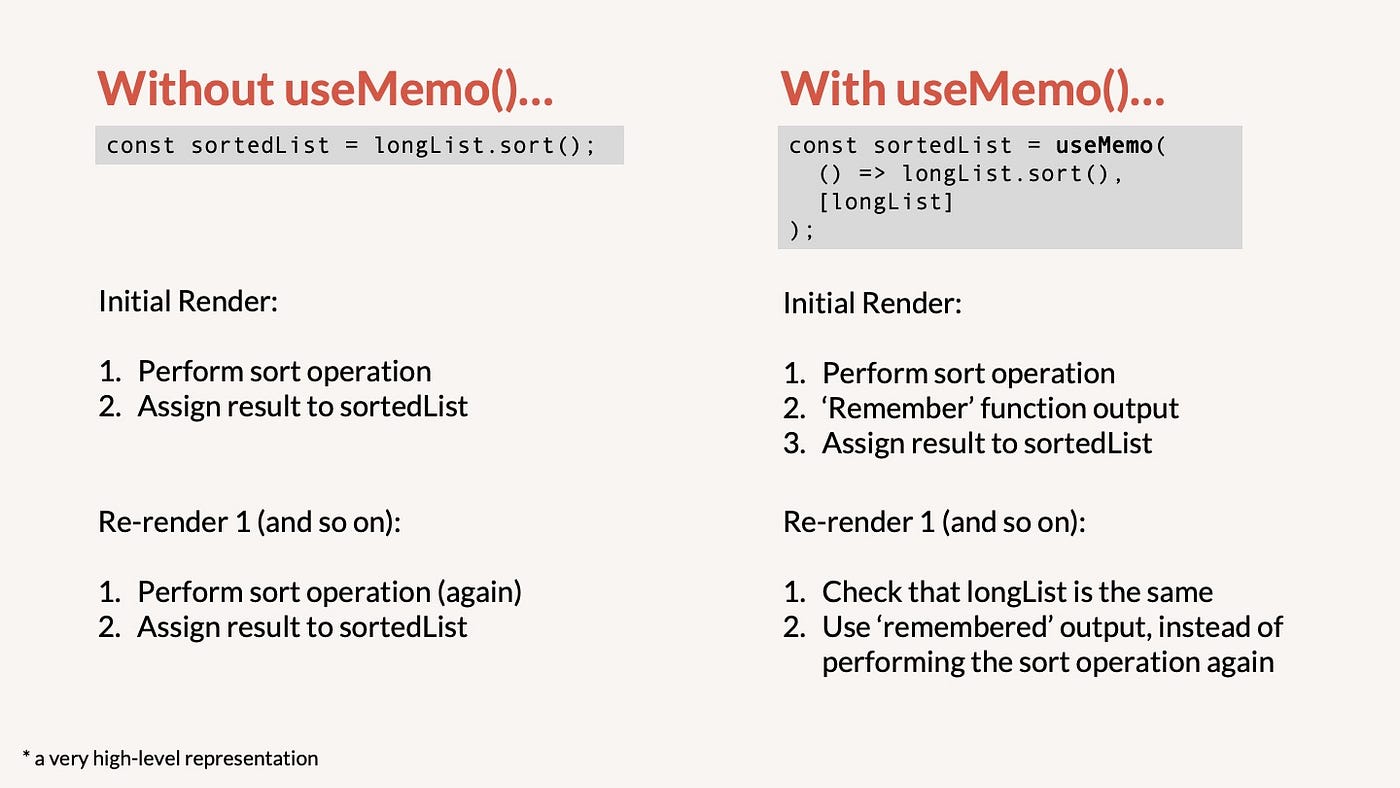 Without useMemo()...
const sortedList = longList.sort();
Initial Render:
1. Perform sort operation
2. Assign result to sortedList
Re-render 1 (and so on):
1. Perform sort operation (again)
2. Assign result to sortedList
With useMemo()...
const sortedList = useMemo(
  () => longList.sort(),
  [longList]
);
Initial Render:
1. Perform sort operation
2. ‘Remember’ function output
3. Assign result to sortedList
Re-render 1 (and so on):
1. Check that longList is the same
2. Use ‘remembered’ output, instead of
performing the sort operation again
* a very high-level representation